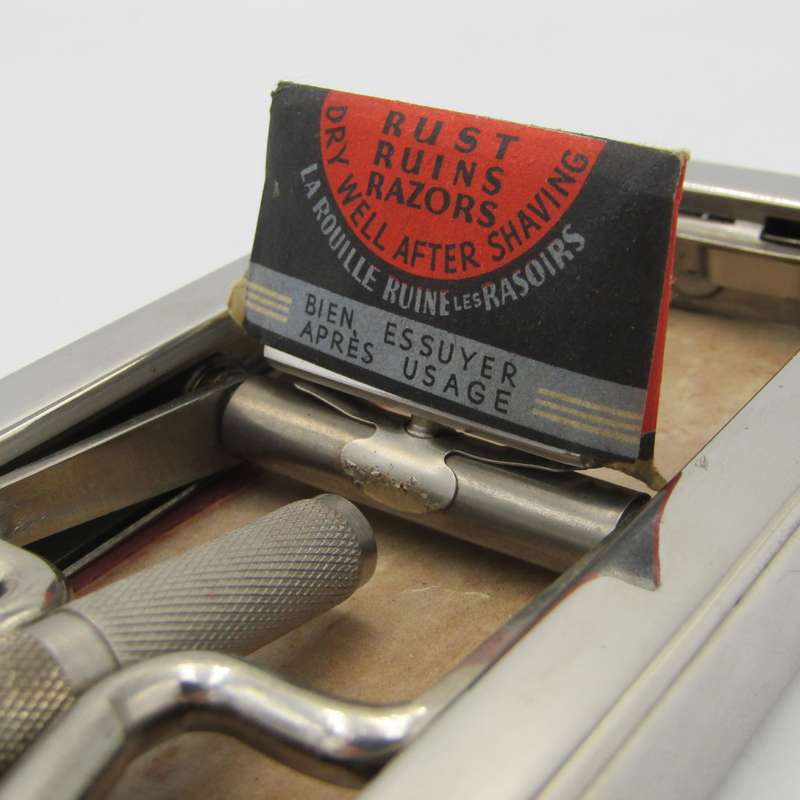 RUST
RUINS
RAZORS
DRY WELL AFTER SHAVING
LA ROUILLE RUINE LES RASOIRS
BIEN ESSUYER
APRÈS USAGE